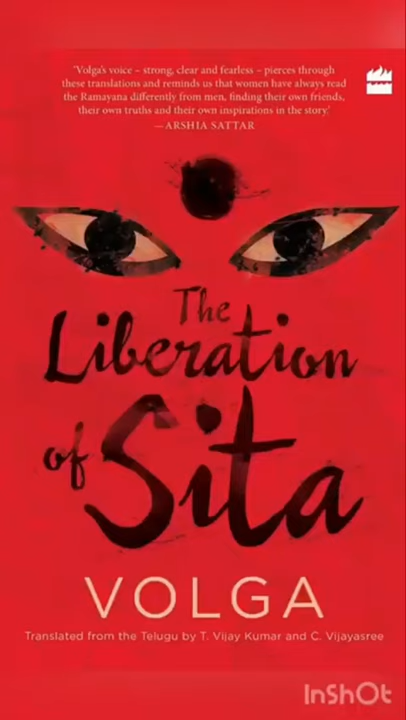 'Volga's voice – strong, clear and fearless – pierces through
these translations and reminds us that women have always read
the Ramayana differently from men, finding their own friends,
their own truths and their own inspirations in the story.'
— ARSHIA SATTAR
The
Liberation
of Sita
VOLGA
Translated from the Telugu by T. Vijay Kumar and C. Vijayasree
InShOt